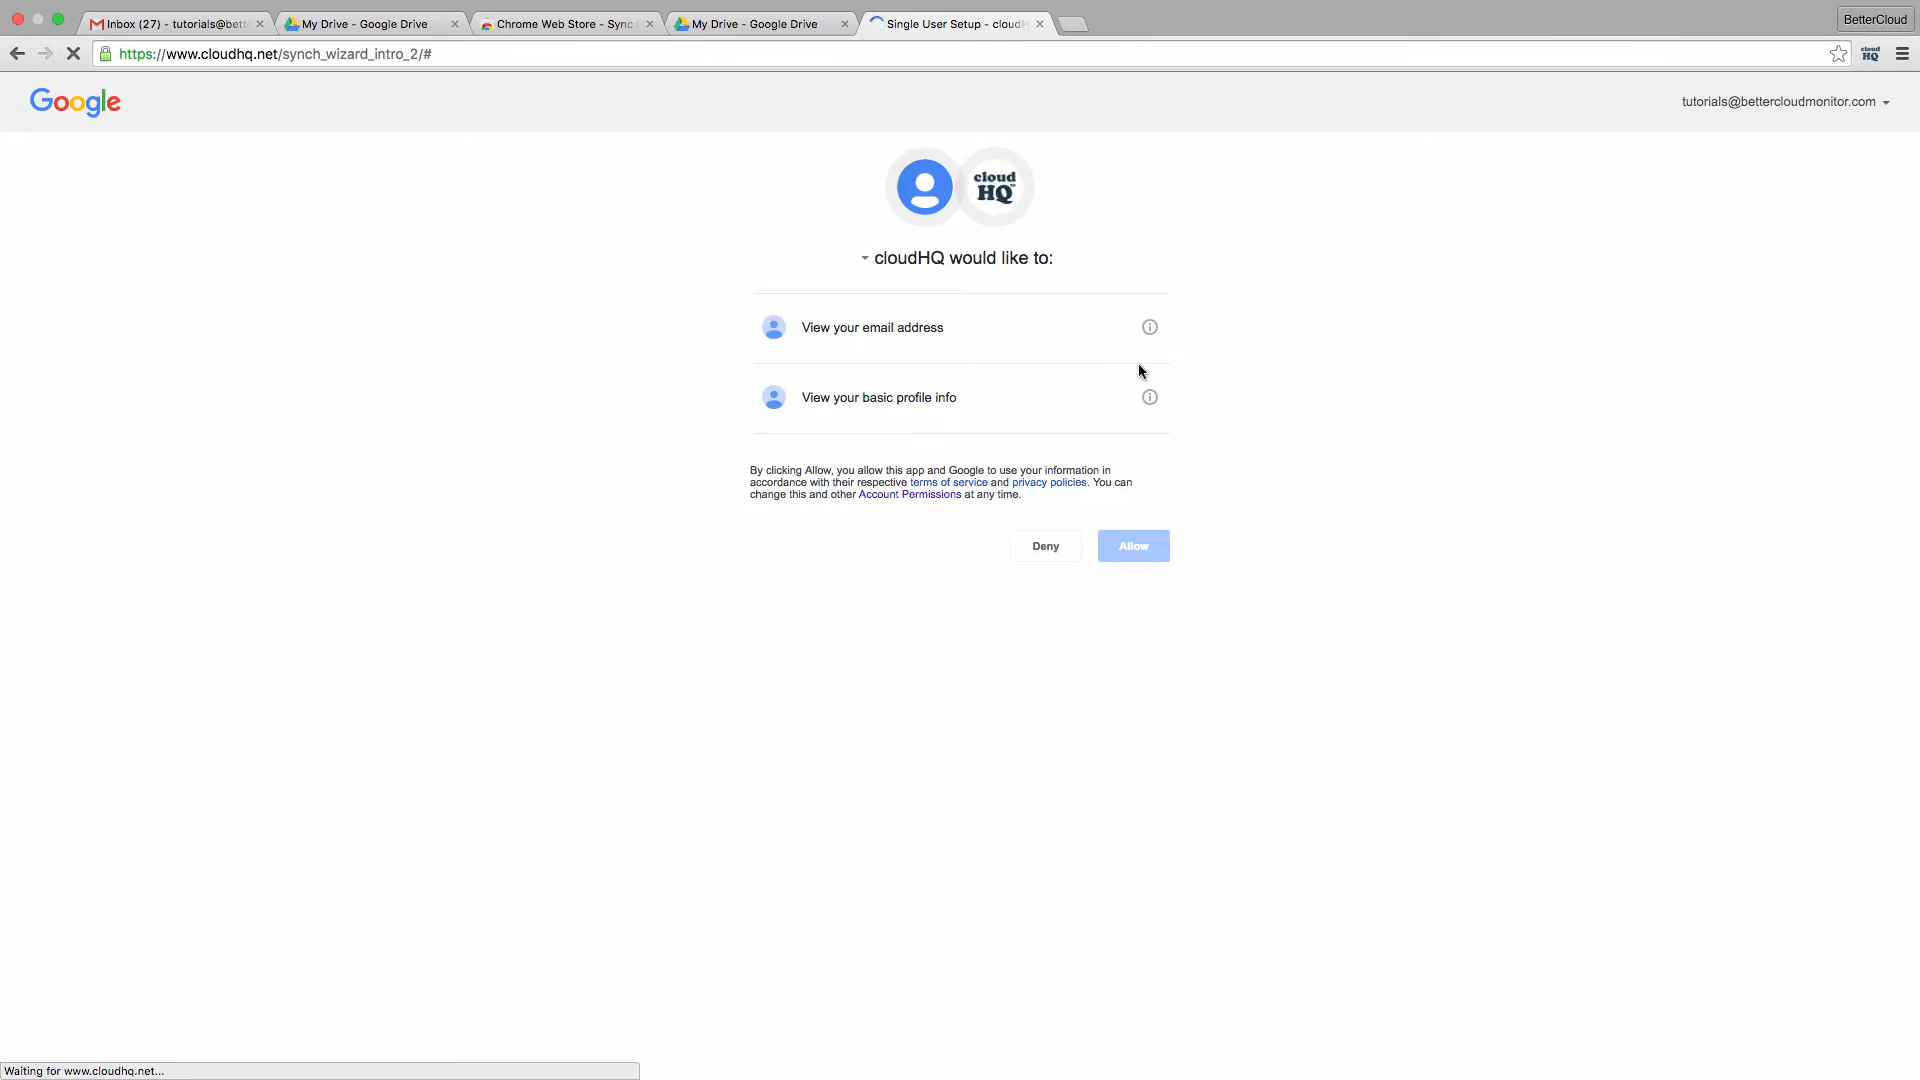 Inbox (27) - tutorials@bett
My Drive - Google Drive
Chrome Web Store - Sync
My Drive - Google Drive
Single User Setup - cloudH
BetterCloud
https://www.cloudhq.net/synch_wizard_intro_2/#
cloud
HQ
Google
tutorials@bettercloudmonitor.com
cloud
HQ™
cloudHQ would like to:
View your email address
View your basic profile info
By clicking Allow, you allow this app and Google to use your information in
accordance with their respective terms of service and privacy policies. You can
change this and other Account Permissions at any time.
Deny
Allow
Waiting for www.cloudhq.net...